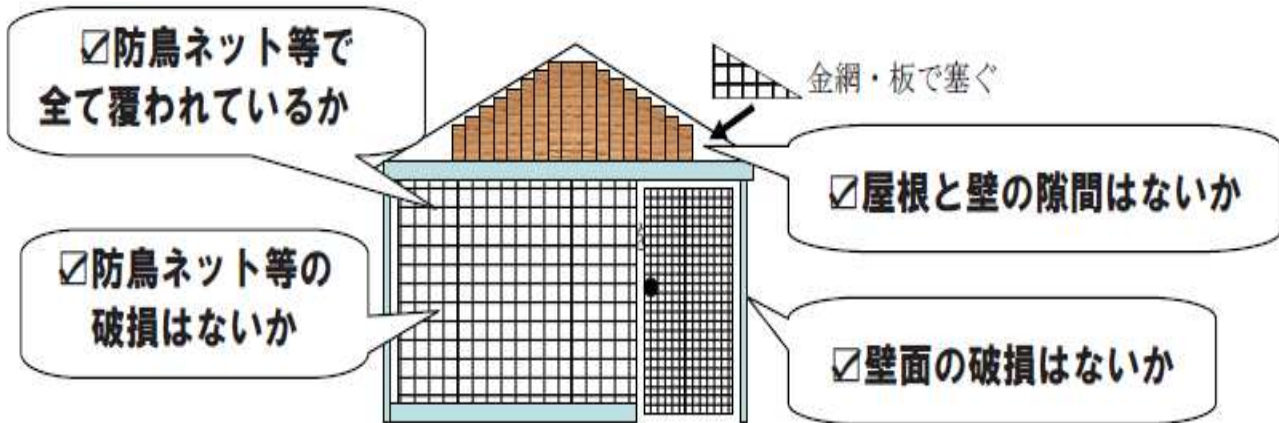 ☑防鳥ネット等で
全て覆われているか
金網・板で塞ぐ
☑屋根と壁の隙間はないか
☑防鳥ネット等の
破損はないか
☑壁面の破損はないか